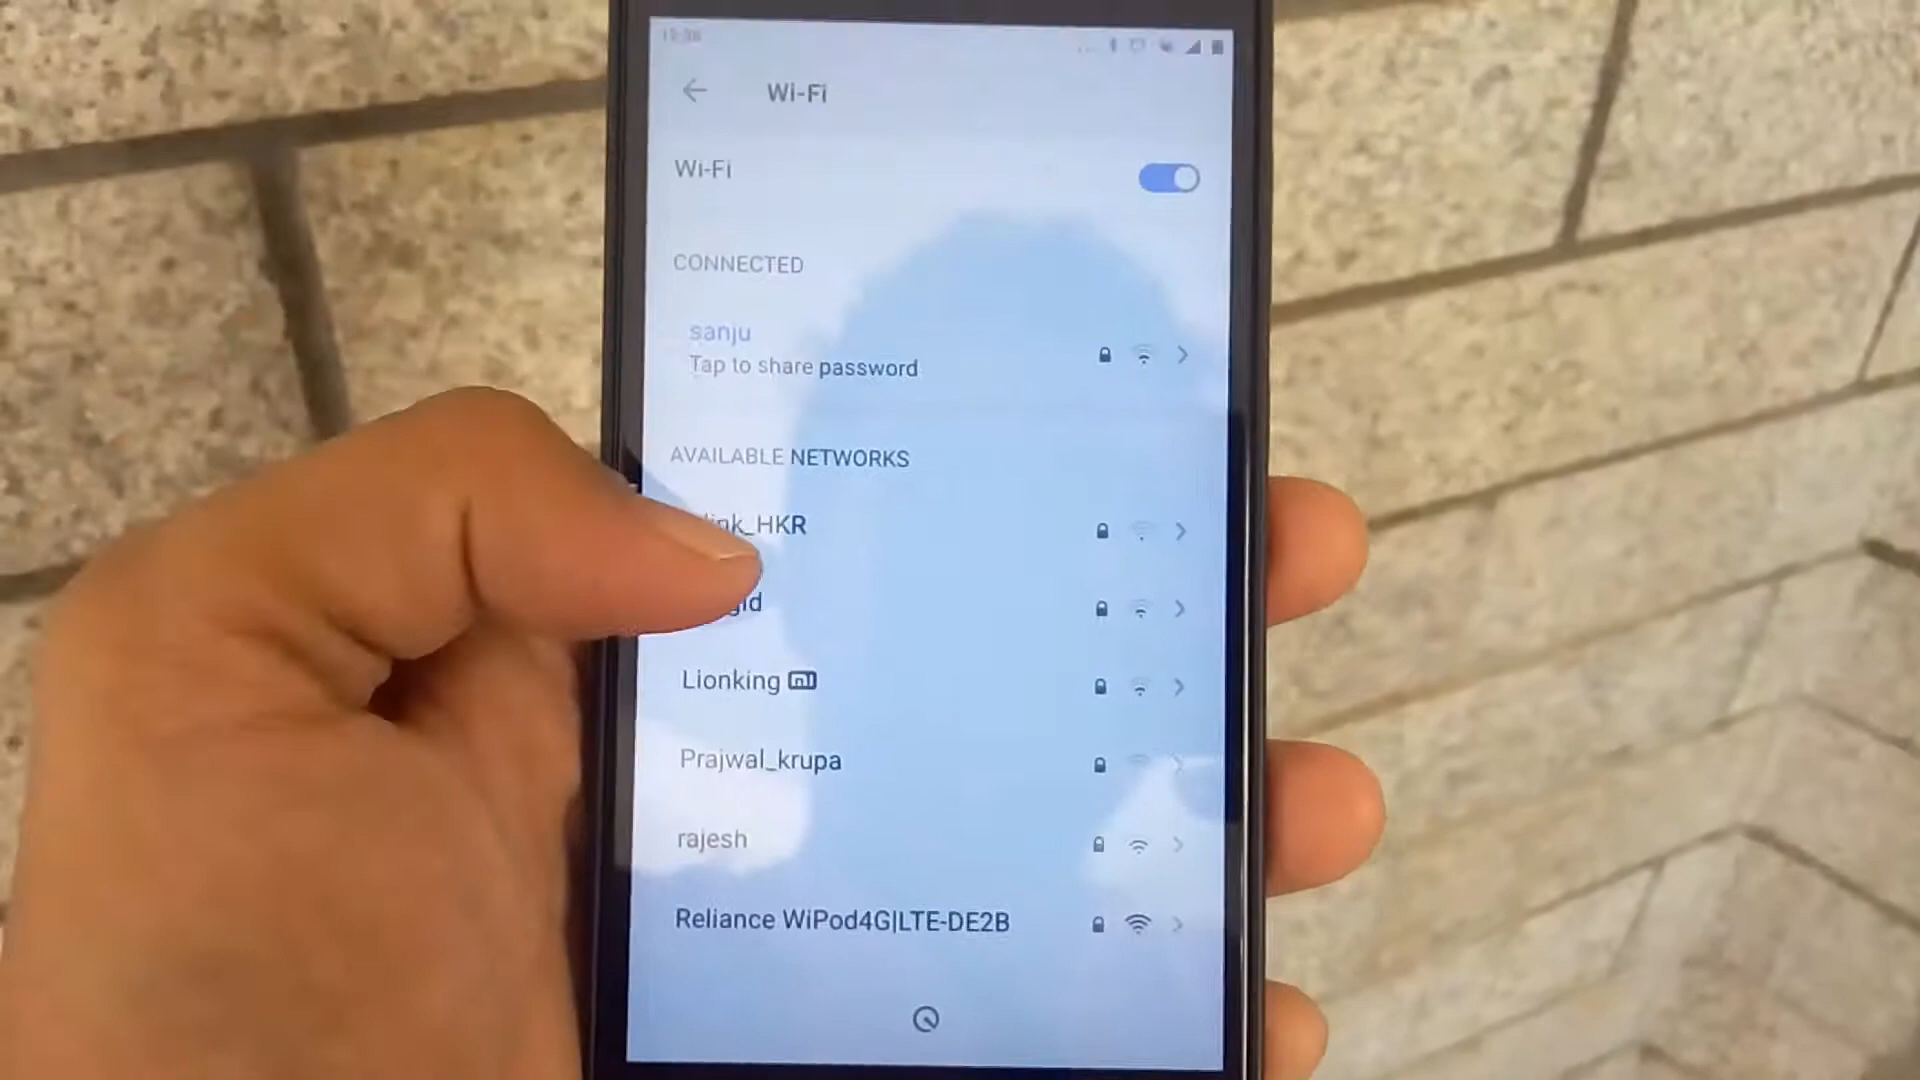 Wi-Fi
Wi-Fi
CONNECTED
sanju
Tap to share password
AVAILABLE NETWORKS
Lionking
Prajwal_krupa
rajesh
Reliance WiPod4G|LTE-DE2B